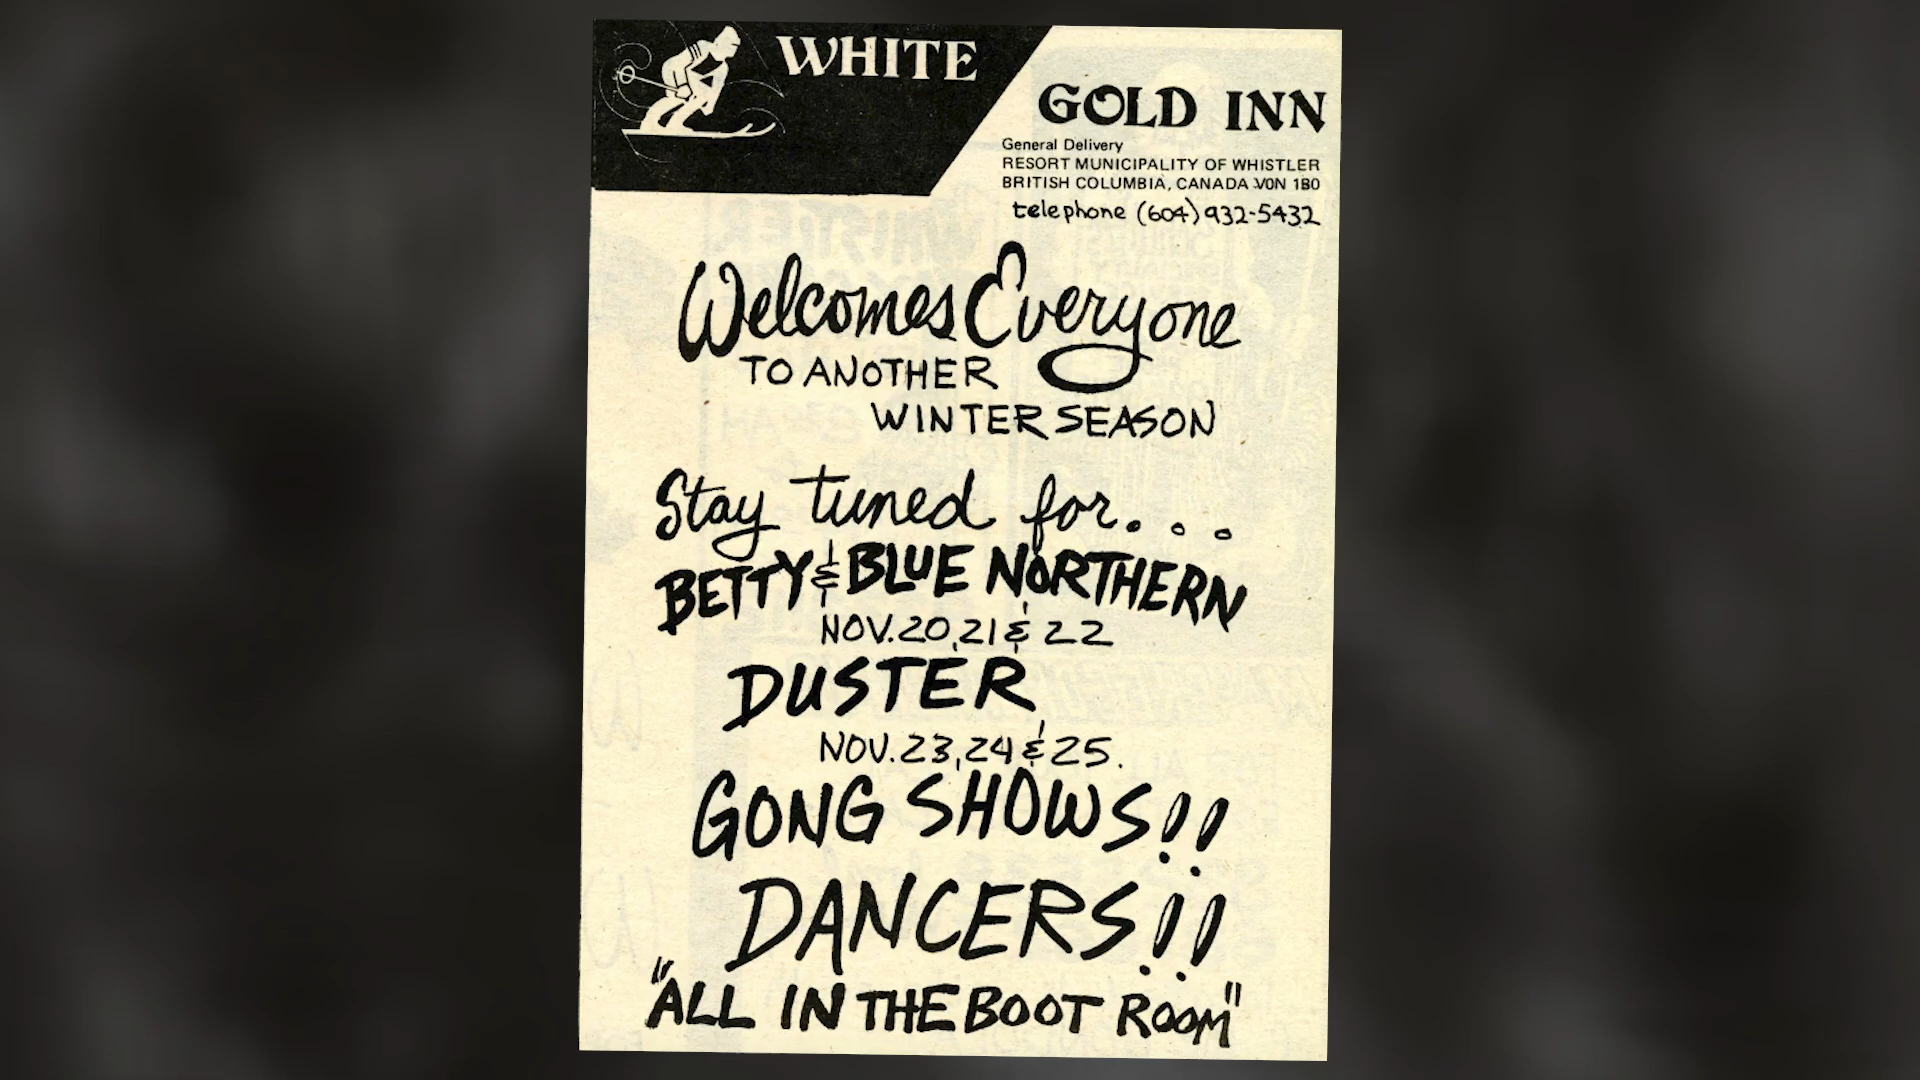 WHITE
GOLD INN
General Delivery
RESORT MUNICIPALITY OF WHISTLER
BRITISH COLUMBIA, CANADA V0N 1B0
telephone (604) 932-5432
Welcomes Everyone
TO ANOTHER
WINTER SEASON
Stay tuned for...
BETTY & BLUE NORTHERN
NOV. 20, 21 & 22
DUSTER
NOV. 23, 24 & 25.
GONG SHOWS!!
DANCERS!!
"ALL IN THE BOOT ROOM"